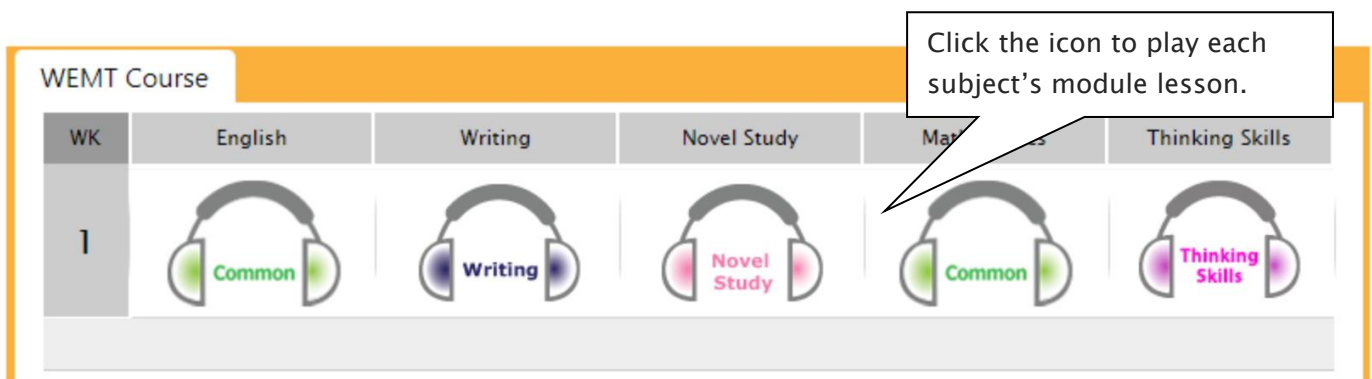 Click the icon to play each
subject's module lesson.
WEMT Course
WK English Writing Novel Study Thinking Skills
1
Common
Writing
Novel
Study
Common
Thinking
Skills